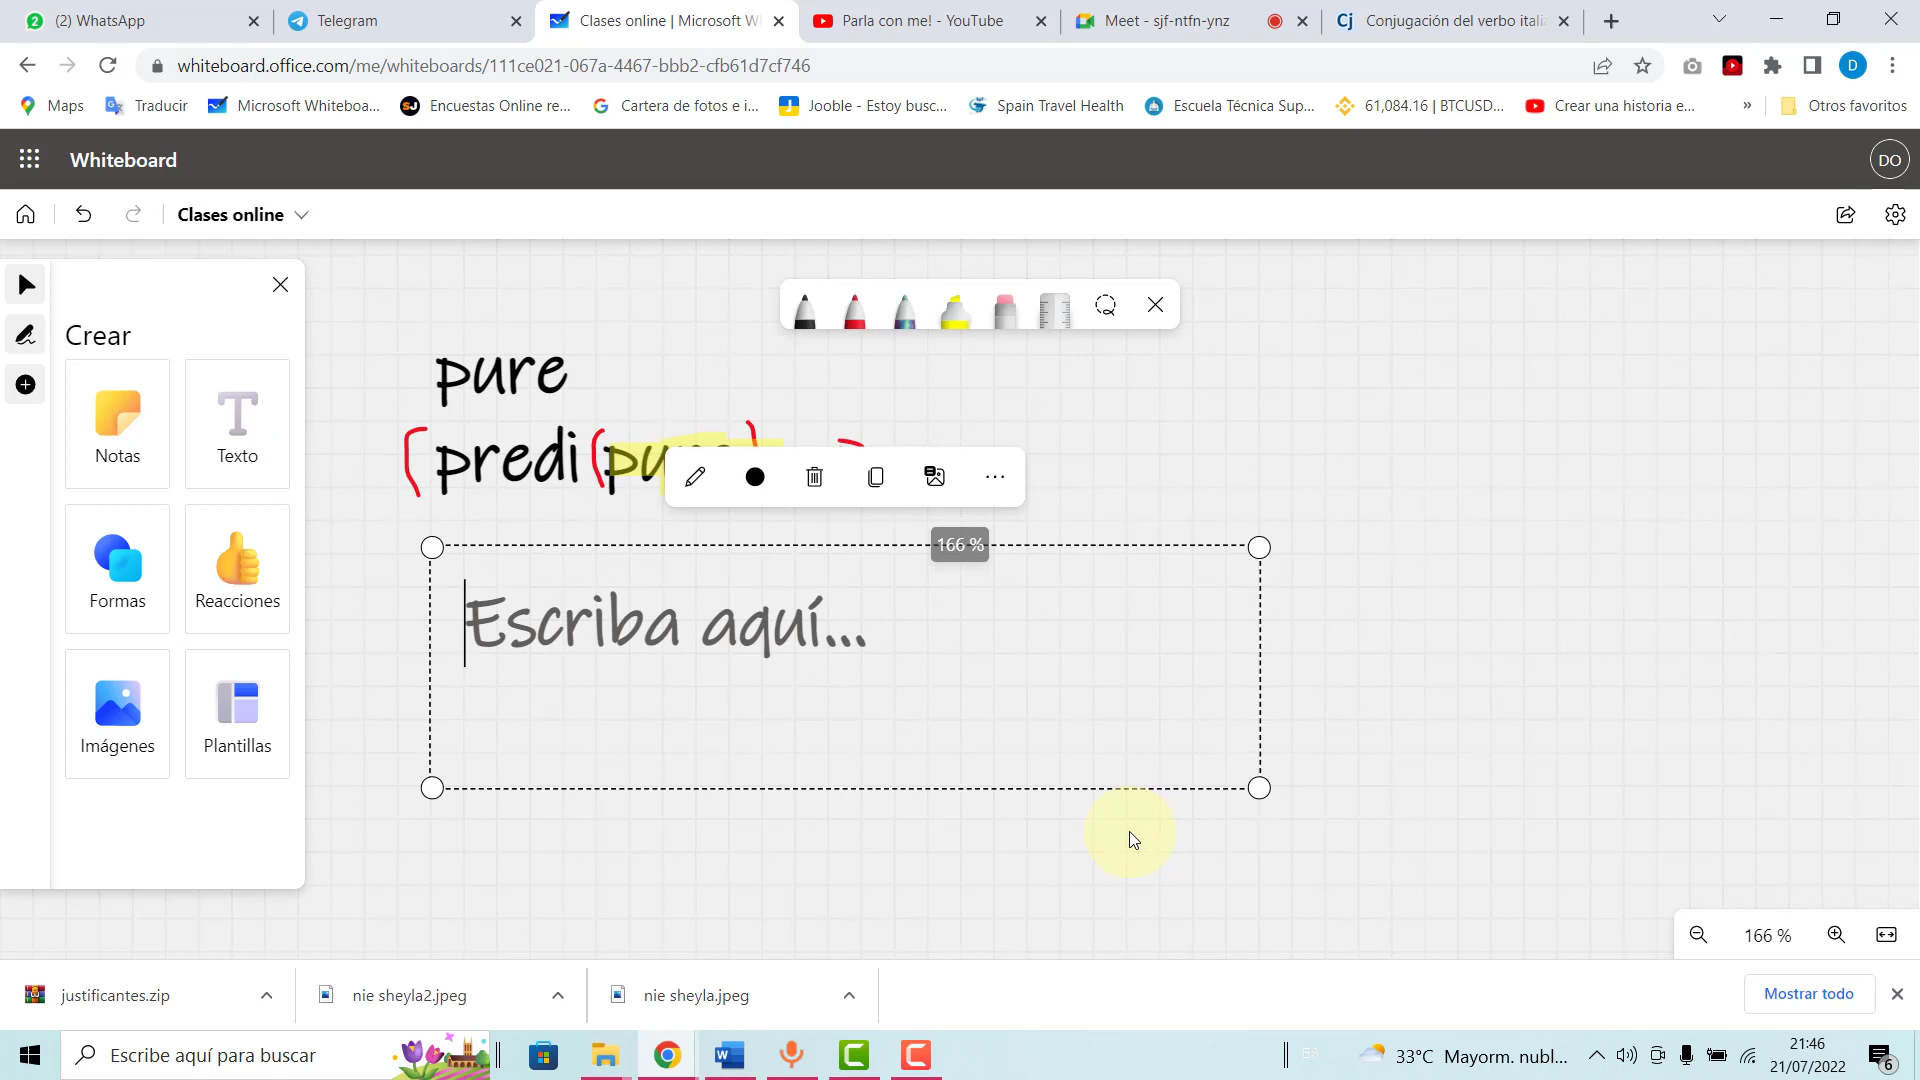 (2) WhatsApp
Telegram
Clases online | Microsoft W
Parla con me! - YouTube
Meet - sjf-ntfn-ynz
Cj Conjugación del verbo itali
whiteboard.office.com/me/whiteboards/111ce021-067a-4467-bbb2-cfb61d7cf746
D
Maps
Traducir
Microsoft Whiteboa...
SJ Encuestas Online re...
Cartera de fotos e i...
Jooble - Estoy busc...
Spain Travel Health
Escuela Técnica Sup...
61,084.16 | BTCUSD...
Crear una historia e...
»
Otros favoritos
Whiteboard
DO
Clases online
Crear
Notas
Texto
Formas
Reacciones
Imágenes
Plantillas
pure
(predi (pu
166 %
Escriba aquí...
166 %
justificantes.zip
nie sheyla2.jpeg
nie sheyla.jpeg
Mostrar todo
Escribe aquí para buscar
33°C Mayorm. nubl...
21:46
21/07/2022
6